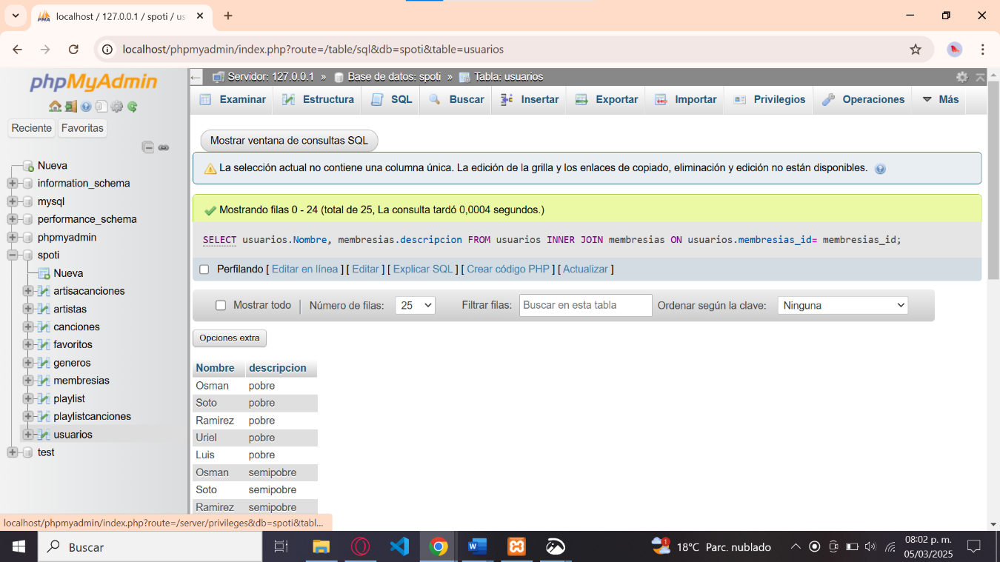 localhost / 127.0.0.1 / spoti / us
localhost/phpmyadmin/index.php?route=/table/sql&db=spoti&table=usuarios
phpMyAdmin
Reciente Favoritas
Nueva
information_schema
mysql
performance_schema
phpmyadmin
spoti
Nueva
artisacanciones
artistas
canciones
favoritos
generos
membresias
playlist
playlistcanciones
usuarios
test
Servidor: 127.0.0.1 » Base de datos: spoti » Tabla: usuarios
Examinar Estructura SQL Buscar Insertar Exportar Importar Privilegios Operaciones Más
Mostrar ventana de consultas SQL
La selección actual no contiene una columna única. La edición de la grilla y los enlaces de copiado, eliminación y edición no están disponibles.
Mostrando filas 0 - 24 (total de 25, La consulta tardó 0,0004 segundos.)
SELECT usuarios.Nombre, membresias.descripcion FROM usuarios INNER JOIN membresias ON usuarios.membresias_id= membresias_id;
Perfilando [ Editar en línea ] [ Editar ] [ Explicar SQL ] [ Crear código PHP ] [ Actualizar ]
Mostrar todo | Número de filas: 25 Filtrar filas: Buscar en esta tabla Ordenar según la clave: Ninguna
Opciones extra
Nombre descripcion
Osman pobre
Soto pobre
Ramirez pobre
Uriel pobre
Luis pobre
Osman semipobre
Soto semipobre
Ramirez semipobre
localhost/phpmyadmin/index.php?route=/server/privileges&db=spoti&tabl...
Buscar
1
18°C Parc. nublado
08:02 p. m.
05/03/2025